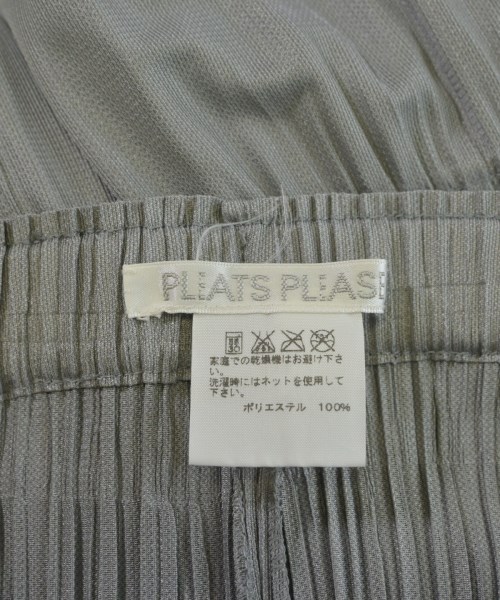 PLEATS PLEASE
家庭での乾燥機はお避け下さ
い。
洗濯時にはネットを使用して
下さい。
ポリエステル 100%